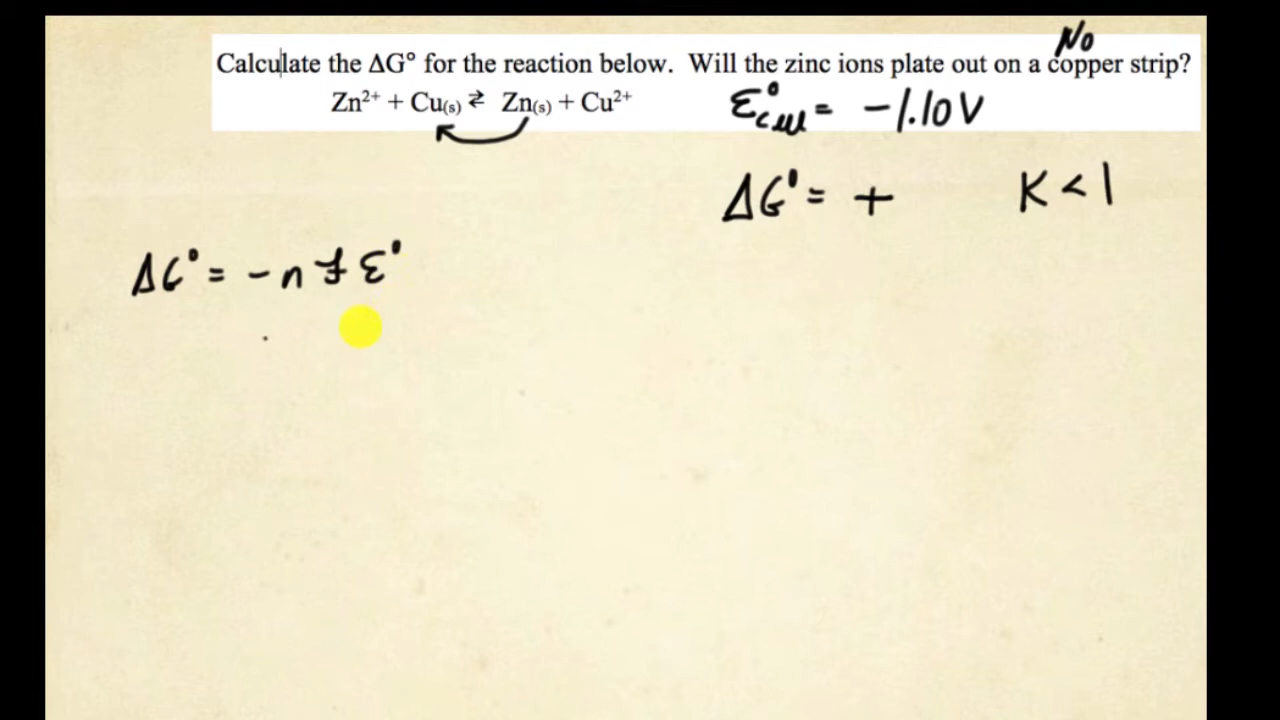 No
Calculate the ΔG° for the reaction below. Will the zinc ions plate out on a copper strip?
Zn²⁺ + Cu₍ₛ₎ ⇄ Zn₍ₛ₎ + Cu²⁺
Ɛ°cell = -1.10V
ΔG° = + K < 1
ΔG° = -nℱƐ°